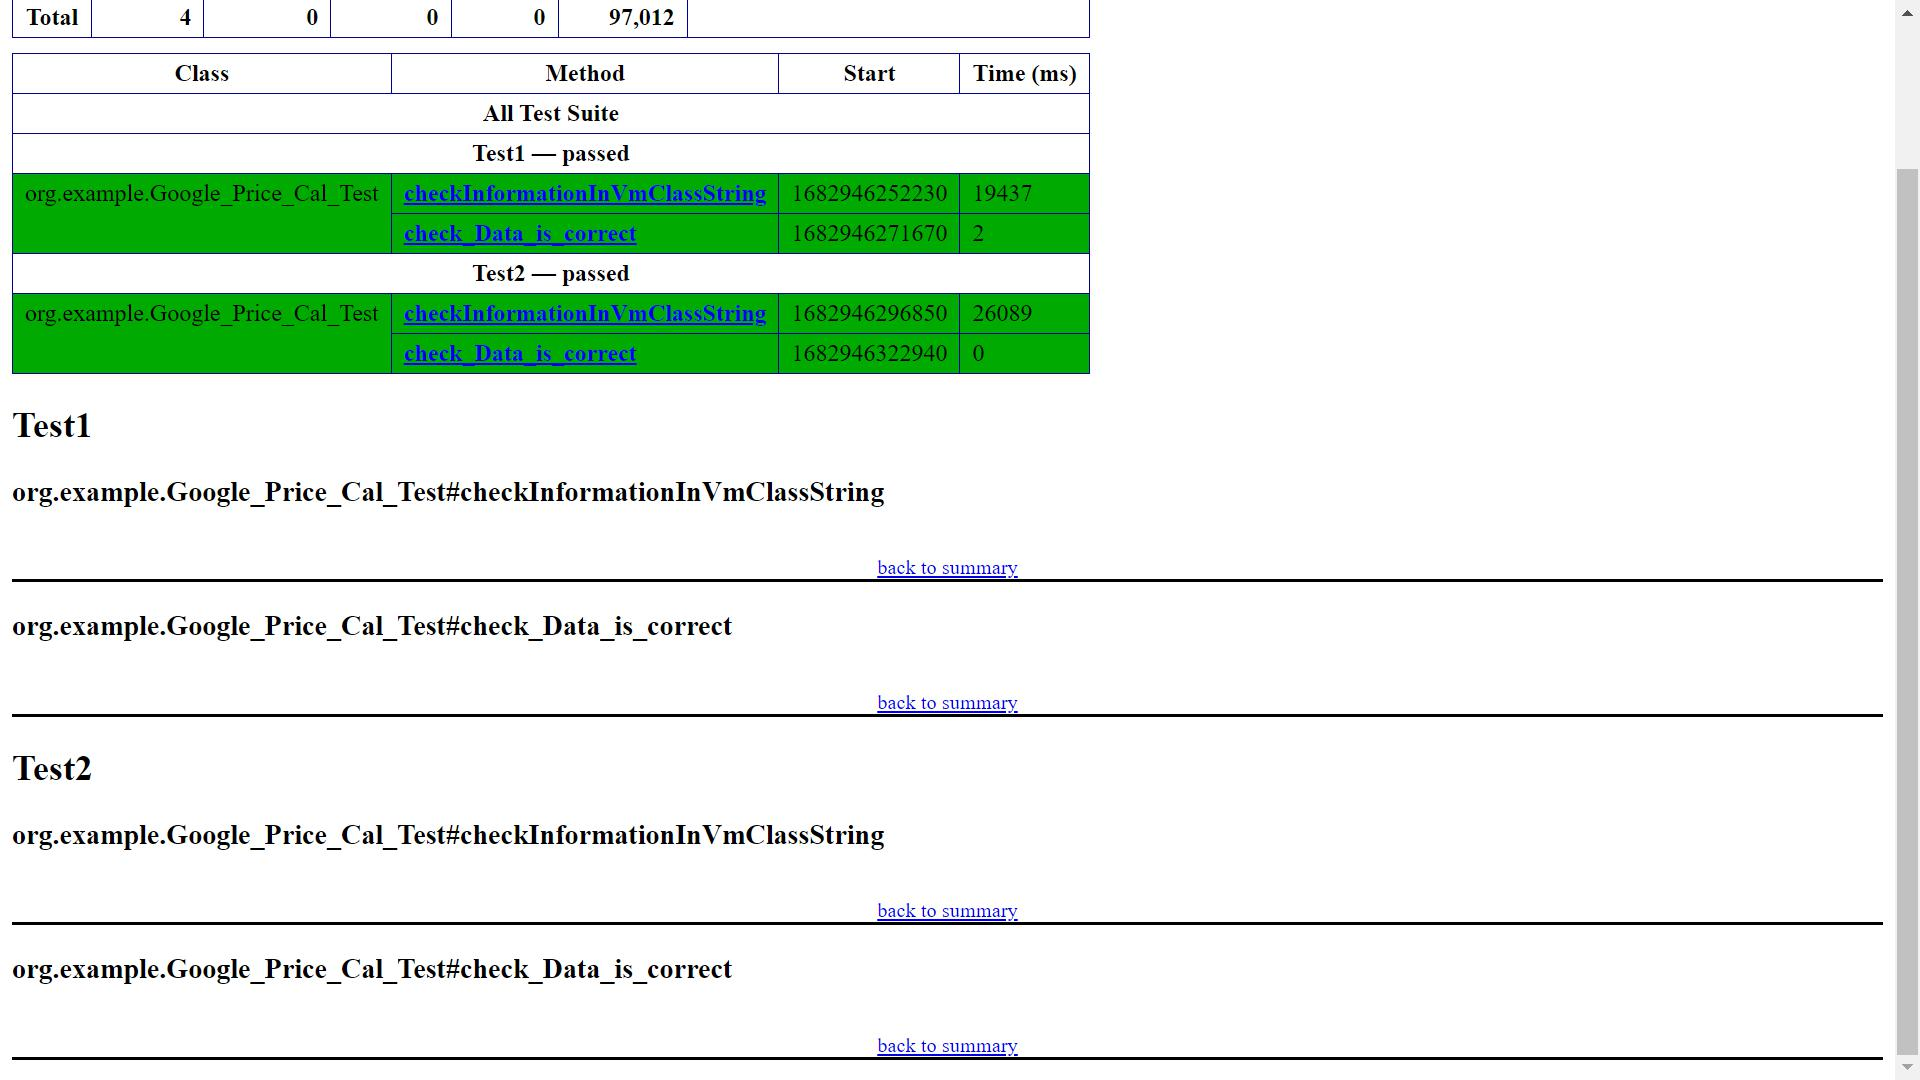 Total 4 0 0 0 97,012
Class Method Start Time (ms)
All Test Suite
Test1 — passed
org.example.Google_Price_Cal_Test checkInformationInVmClassString 1682946252230 19437
check_Data_is_correct 1682946271670 2
Test2 — passed
org.example.Google_Price_Cal_Test checkInformationInVmClassString 1682946296850 26089
check_Data_is_correct 1682946322940 0
Test1
org.example.Google_Price_Cal_Test#checkInformationInVmClassString
back to summary
org.example.Google_Price_Cal_Test#check_Data_is_correct
back to summary
Test2
org.example.Google_Price_Cal_Test#checkInformationInVmClassString
back to summary
org.example.Google_Price_Cal_Test#check_Data_is_correct
back to summary